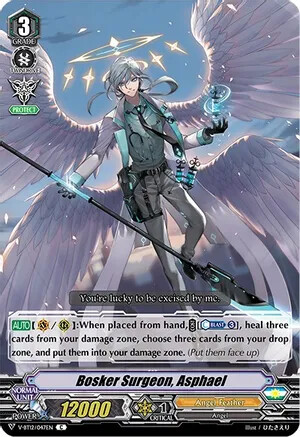 3
GRADE
TWIN DRIVE
PROTECT
You're lucky to be excised by me.
AUTO [ / ]:When placed from hand, [C BLAST 3], heal three
cards from your damage zone, choose three cards from your drop
zone, and put them into your damage zone. (Put them face up)
Bosker Surgeon, Asphael
NORMAL
UNIT
POWER 12000 1 CRITICAL
Angel Feather
Angel
V-BT12/047EN C
Illust / ひたきえり